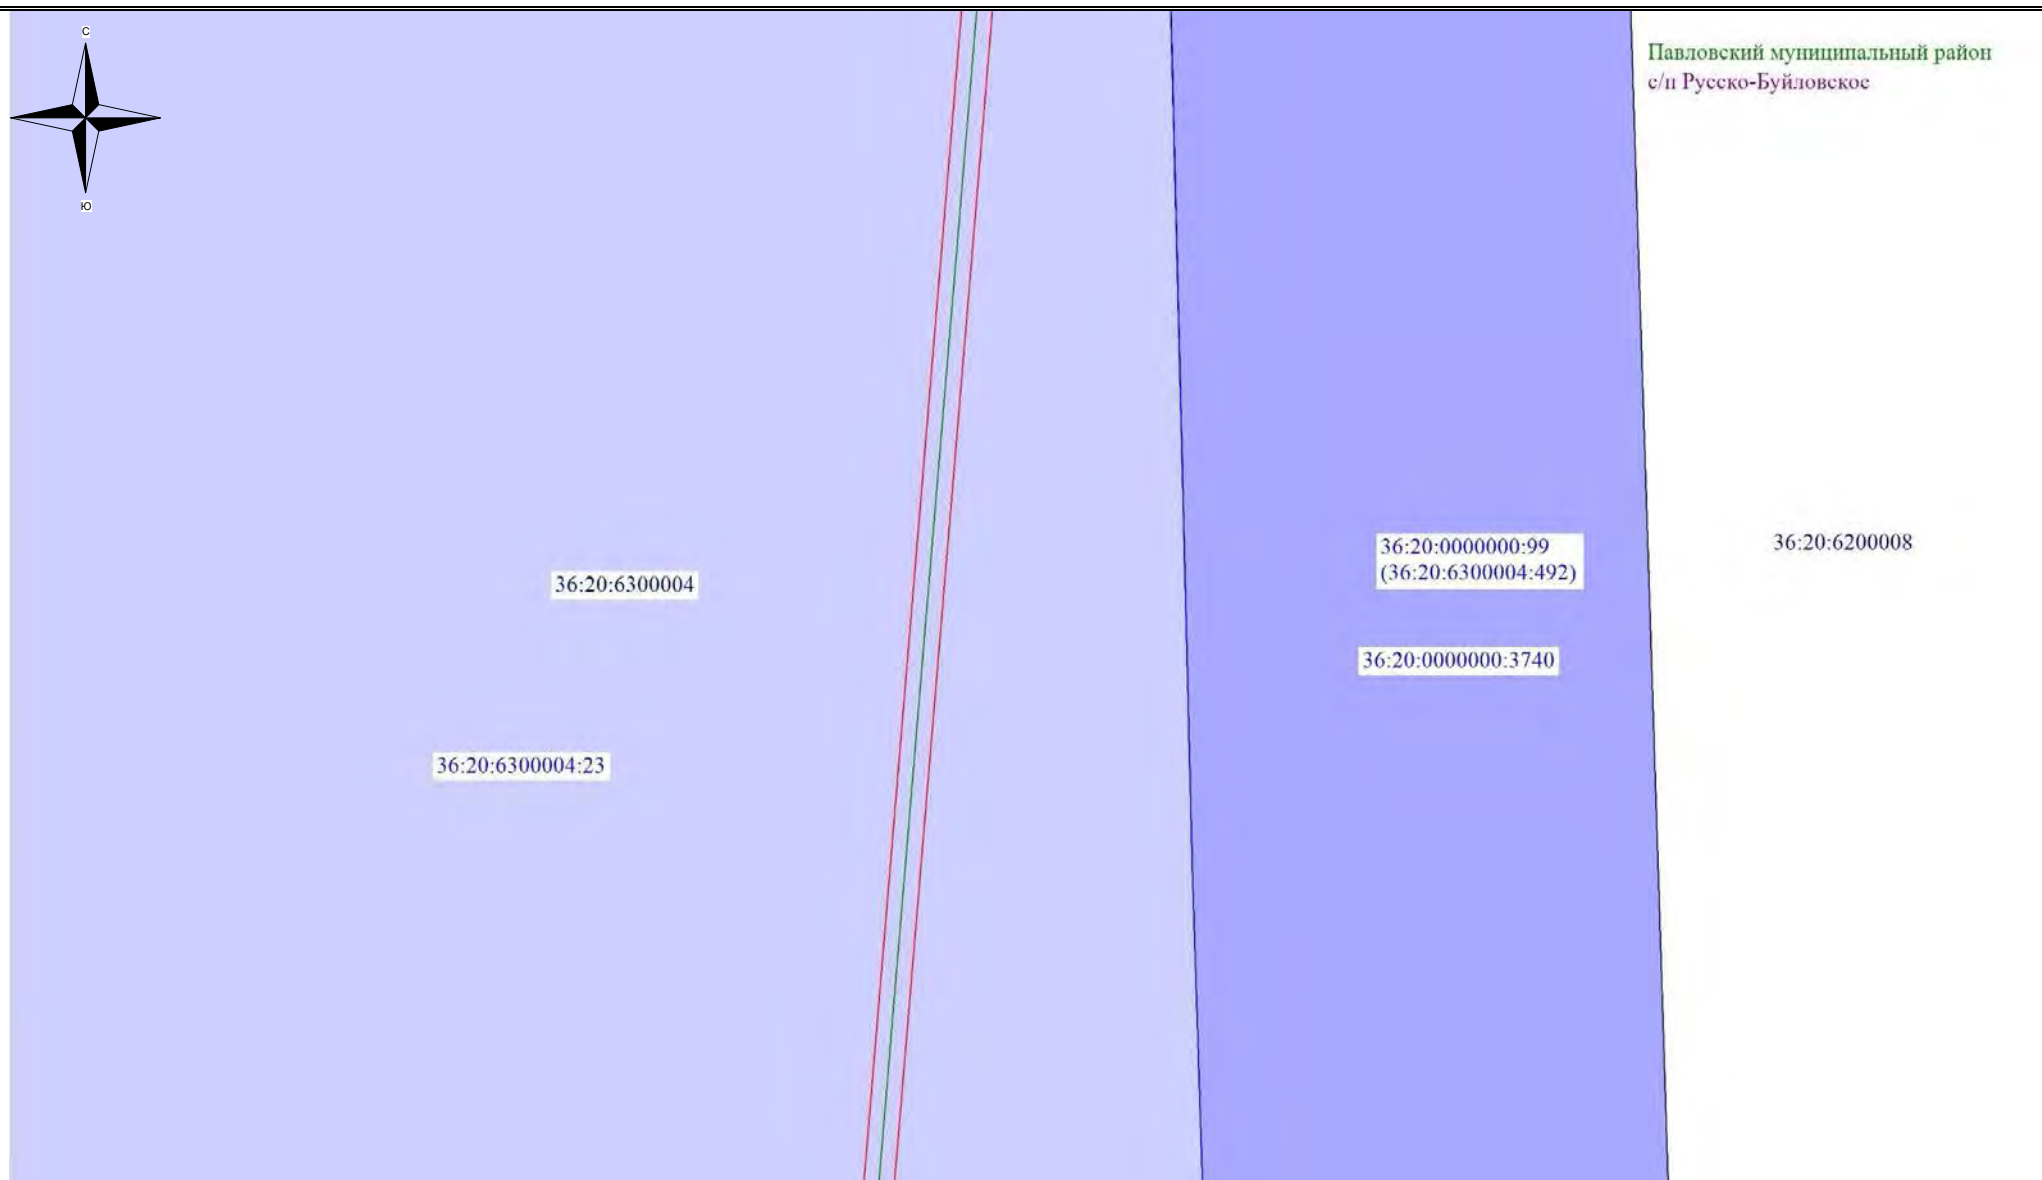 С
Ю
Павловский муниципальный район
с/п Русско-Буйловское
36:20:0000000:99
(36:20:6300004:492)
36:20:6200008
36:20:6300004
36:20:0000000:3740
36:20:6300004:23